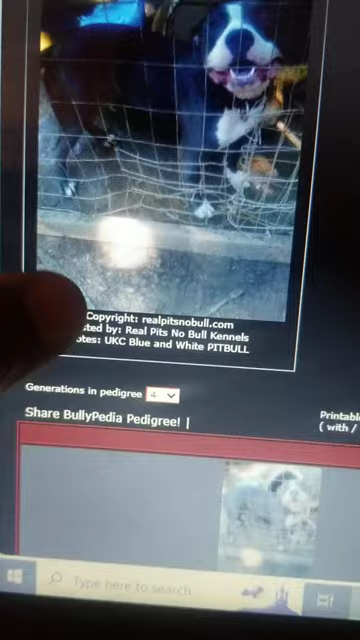 Copyright: realpitsnobull.com
ted by: Real Pits No Bull Kennels
otes: UKC Blue and White PITBULL
Generations in pedigree 4
Share BullyPedia Pedigree! |
Printabl
( with /
Type here to search